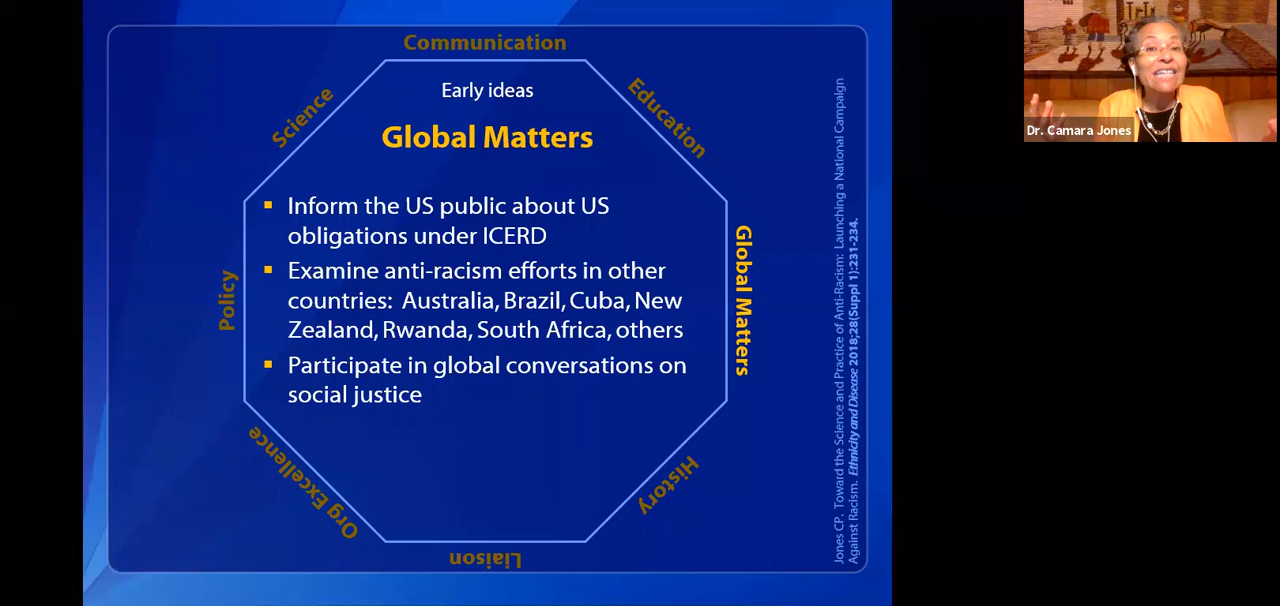 Communication
Science
Education
Early ideas
Global Matters
▪ Inform the US public about US
obligations under ICERD
▪ Examine anti-racism efforts in other
countries: Australia, Brazil, Cuba, New
Zealand, Rwanda, South Africa, others
▪ Participate in global conversations on
social justice
Policy
Global Matters
Org Excellence
History
Liaison
Jones CP. Toward the Science and Practice of Anti-Racism: Launching a National Campaign
Against Racism. Ethnicity and Disease 2018;28(Suppl 1):231-234.
Dr. Camara Jones